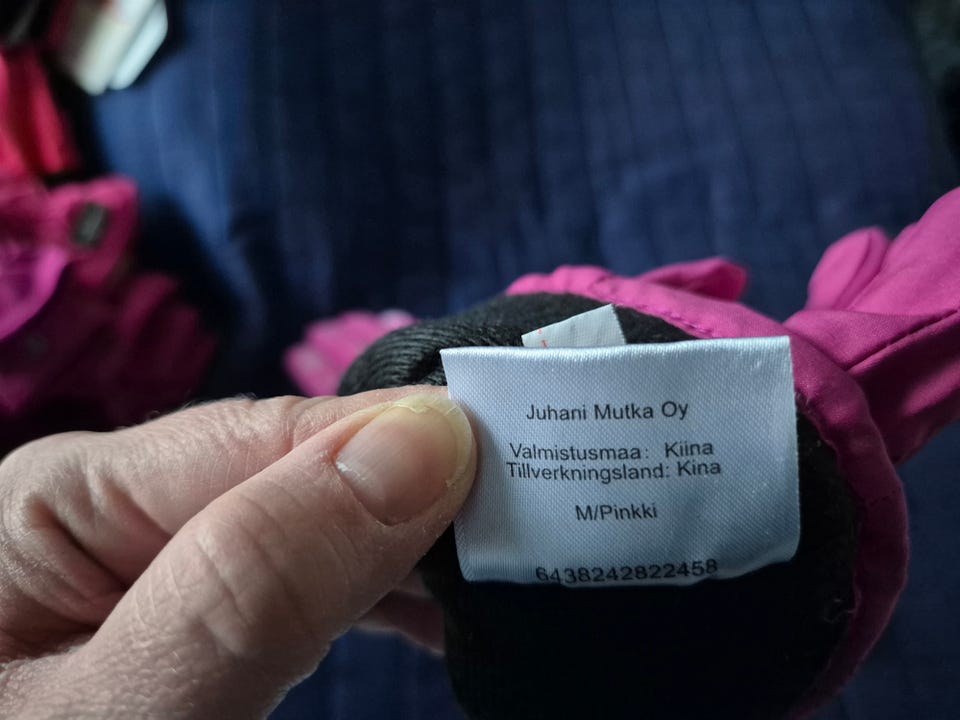 Juhani Mutka Oy
Valmistusmaa: Kiina
Tillverkningsland: Kina
M/Pinkki
6438242822458